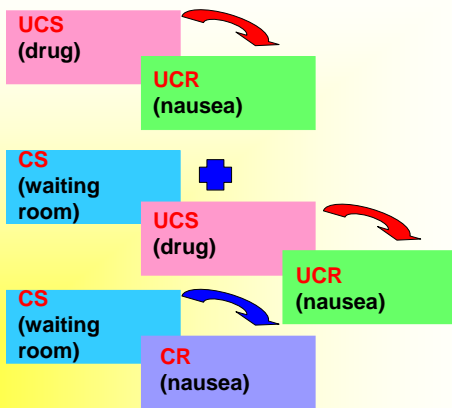 UCS
(drug)
UCR
(nausea)
CS
(waiting
room)
UCS
(drug)
UCR
(nausea)
CS
(waiting
room)
CR
(nausea)